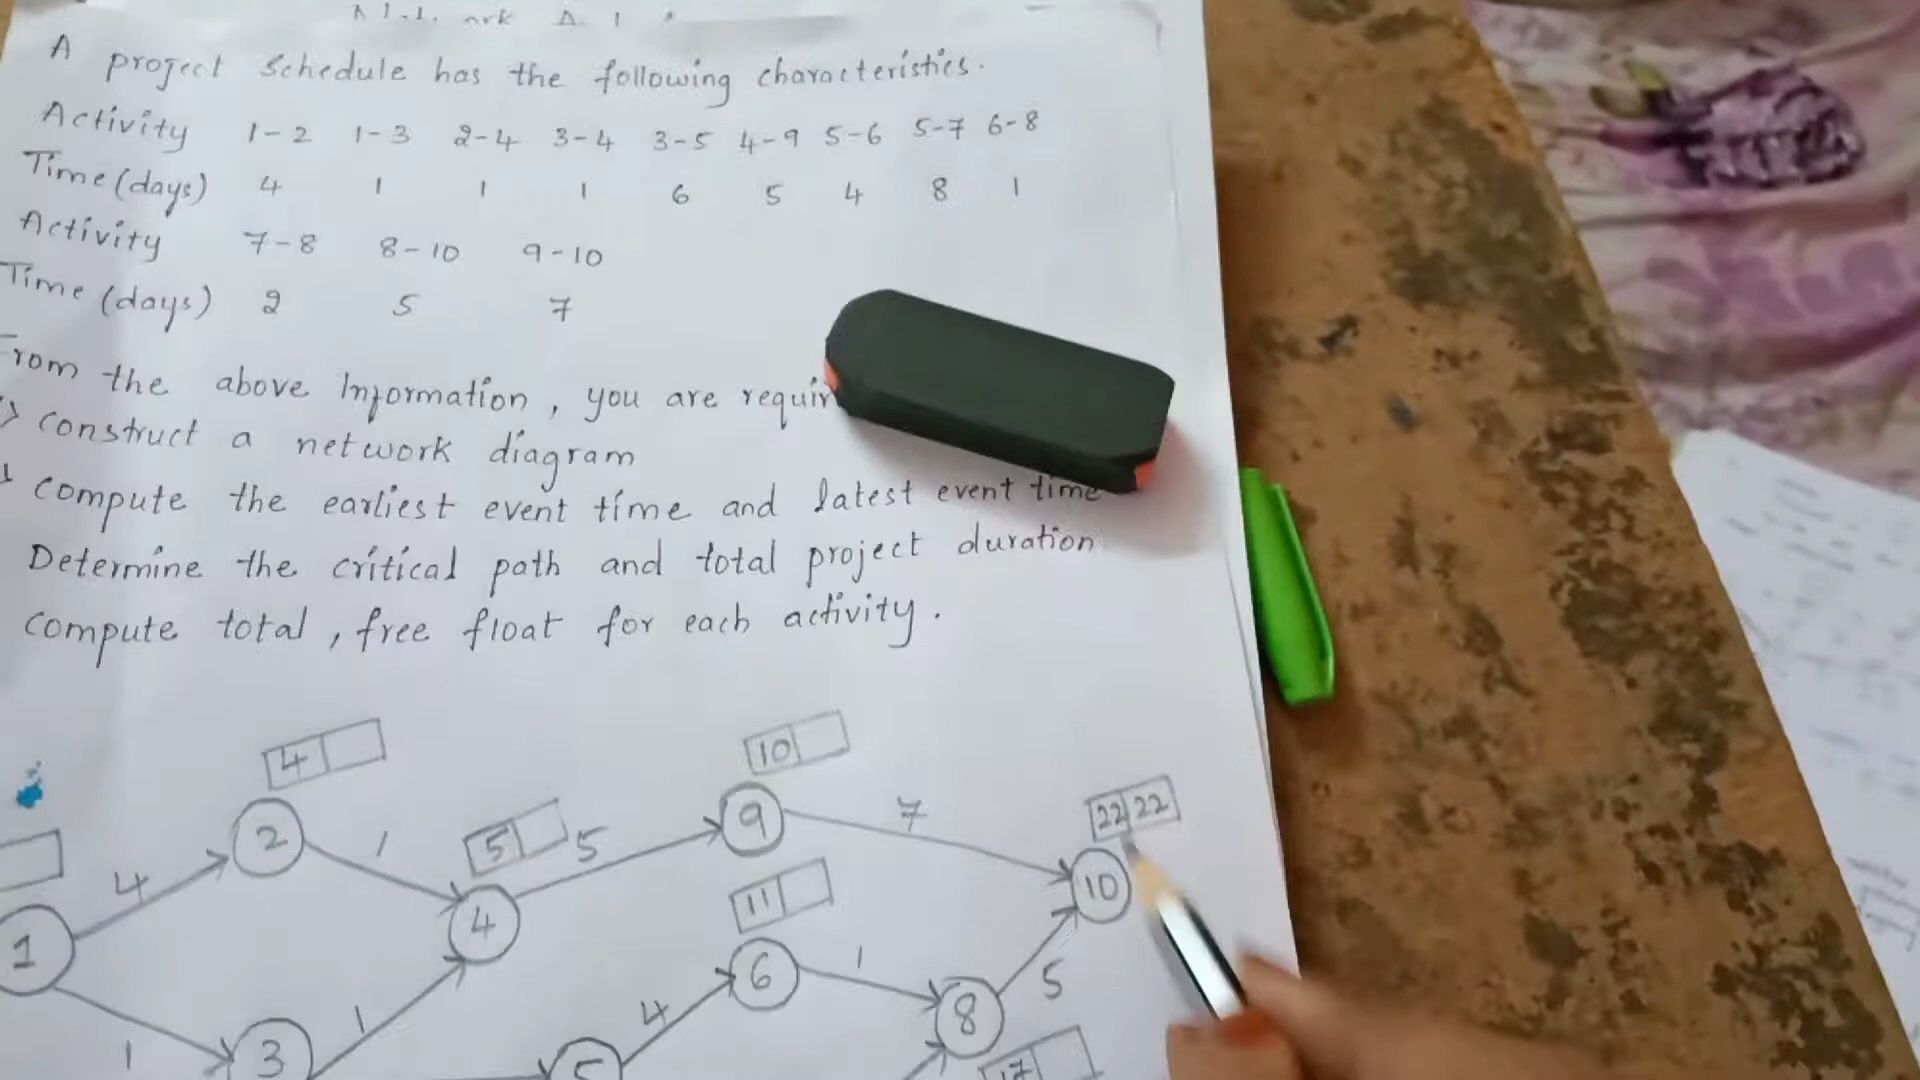 A project Schedule has the following characteristics.
Activity 1-2 1-3 2-4 3-4 3-5 4-9 5-6 5-7 6-8
Time (days) 4 1 1 1 6 5 4 8 1
Activity 7-8 8-10 9-10
Time (days) 2 5 7
From the above Information, you are requir
construct a network diagram
compute the earliest event time and latest event time
Determine the critical path and total project duration
compute total, free float for each activity.
4
10
22 22
2 1 5 5 9 7
4
11
10
1 4
6 1
5
4 8
1 3 1 5
17